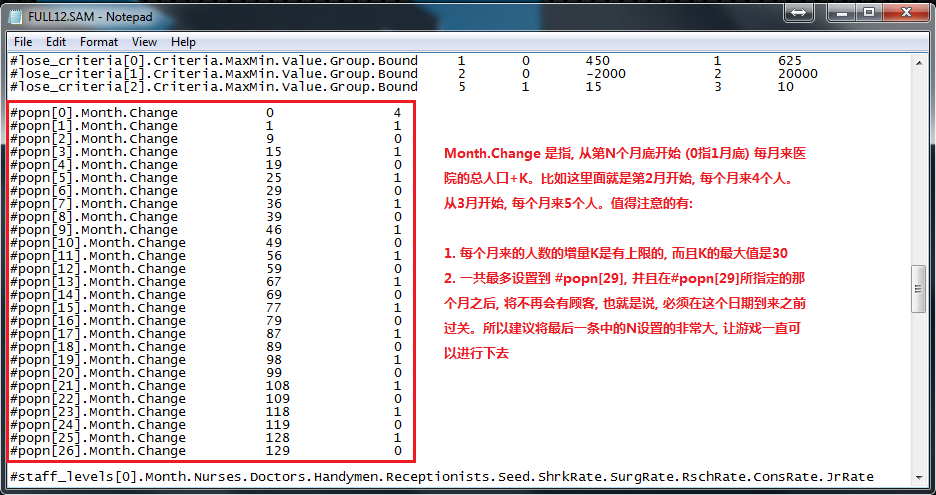 FULL12.SAM - Notepad
File Edit Format View Help
#lose_criteria[0].Criteria.MaxMin.Value.Group.Bound 1 0 450 1 625
#lose_criteria[1].Criteria.MaxMin.Value.Group.Bound 2 0 -2000 2 20000
#lose_criteria[2].Criteria.MaxMin.Value.Group.Bound 5 1 15 3 10
#popn[0].Month.Change 0 4
#popn[1].Month.Change 1 1
#popn[2].Month.Change 9 0
#popn[3].Month.Change 15 1
#popn[4].Month.Change 19 0
#popn[5].Month.Change 25 1
#popn[6].Month.Change 29 0
#popn[7].Month.Change 36 1
#popn[8].Month.Change 39 0
#popn[9].Month.Change 46 1
#popn[10].Month.Change 49 0
#popn[11].Month.Change 56 1
#popn[12].Month.Change 59 0
#popn[13].Month.Change 67 1
#popn[14].Month.Change 69 0
#popn[15].Month.Change 77 1
#popn[16].Month.Change 79 0
#popn[17].Month.Change 87 1
#popn[18].Month.Change 89 0
#popn[19].Month.Change 98 1
#popn[20].Month.Change 99 0
#popn[21].Month.Change 108 1
#popn[22].Month.Change 109 0
#popn[23].Month.Change 118 1
#popn[24].Month.Change 119 0
#popn[25].Month.Change 128 1
#popn[26].Month.Change 129 0
Month.Change 是指, 从第N个月底开始 (0指1月底) 每月来医
院的总人口+K。比如这里面就是第2月开始, 每个月来4个人。
从3月开始, 每个月来5个人。值得注意的有:
1. 每个月来的人数的增量K是有上限的, 而且K的最大值是30
2. 一共最多设置到 #popn[29], 并且在#popn[29]所指定的那
个月之后, 将不再会有顾客, 也就是说, 必须在这个日期到来之前
过关。所以建议将最后一条中的N设置的非常大, 让游戏一直可
以进行下去
#staff_levels[0].Month.Nurses.Doctors.Handymen.Receptionists.Seed.ShrkRate.SurgRate.RschRate.ConsRate.JrRate